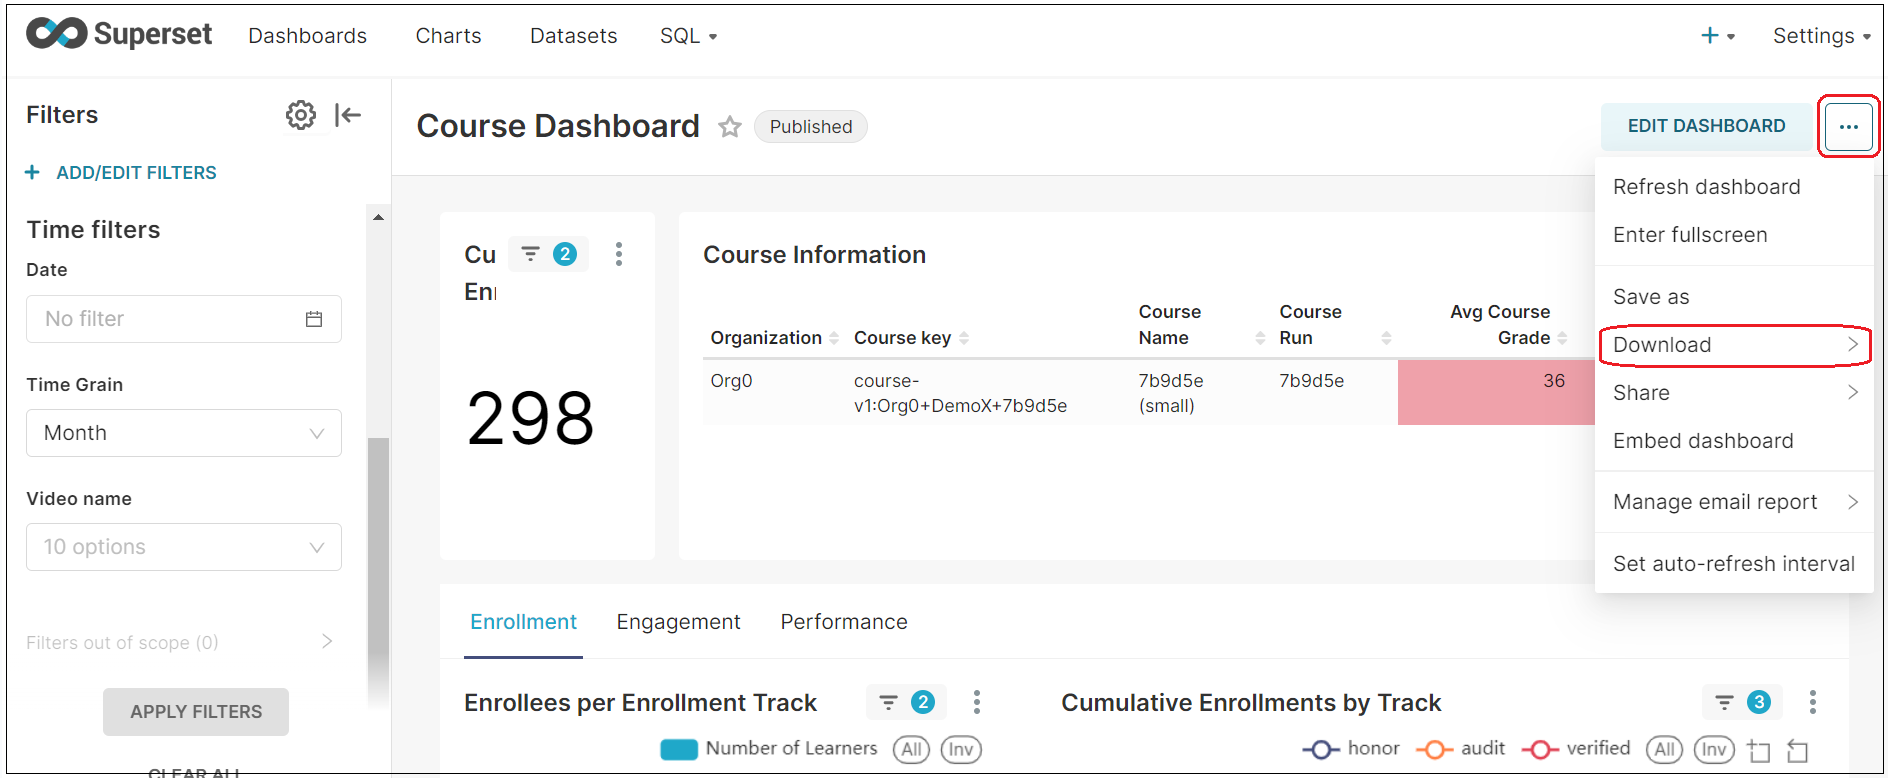 Superset Dashboards Charts Datasets SQL Settings
Filters
ADD/EDIT FILTERS
Time filters
Date
No filter
Time Grain
Month
Video name
10 options
Filters out of scope (0)
APPLY FILTERS
CLEAR ALL
Course Dashboard Published EDIT DASHBOARD ...
Refresh dashboard
Enter fullscreen
Save as
Download
Share
Embed dashboard
Manage email report
Set auto-refresh interval
Cu 2
En
298
Course Information
Organization Course key Course Name Course Run Avg Course Grade
Org0 course-v1:Org0+DemoX+7b9d5e 7b9d5e (small) 7b9d5e 36
Enrollment Engagement Performance
Enrollees per Enrollment Track 2
Number of Learners All Inv
Cumulative Enrollments by Track 3
honor audit verified All Inv